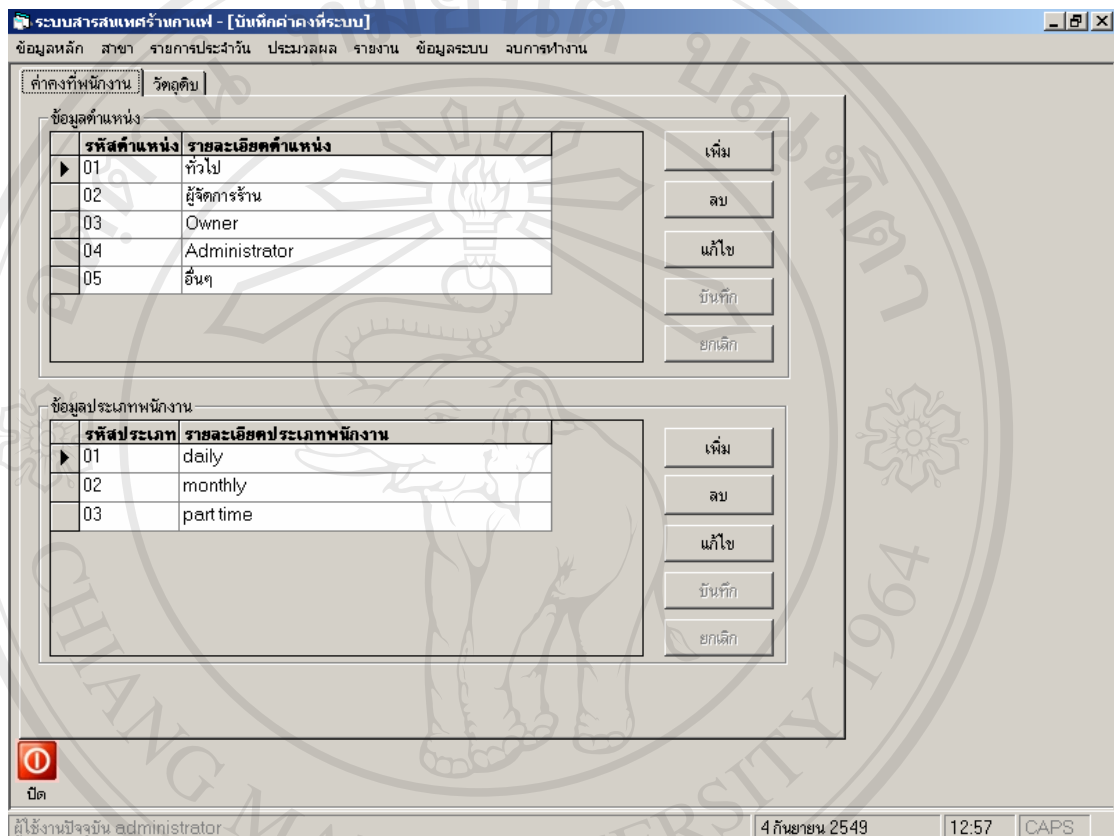 ระบบสารสนเทศร้านกาแฟ - [บันทึกค่าคงที่ระบบ]
ข้อมูลหลัก สาขา รายการประจำวัน ประมวลผล รายงาน ข้อมูลระบบ จบการทำงาน
ค่าคงที่พนักงาน วัตถุดิบ
ข้อมูลตำแหน่ง
รหัสตำแหน่ง รายละเอียดตำแหน่ง
01 ทั่วไป
02 ผู้จัดการร้าน
03 Owner
04 Administrator
05 อื่นๆ
เพิ่ม
ลบ
แก้ไข
บันทึก
ยกเลิก
ข้อมูลประเภทพนักงาน
รหัสประเภท รายละเอียดประเภทพนักงาน
01 daily
02 monthly
03 part time
เพิ่ม
ลบ
แก้ไข
บันทึก
ยกเลิก
ปิด
ผู้ใช้งานปัจจุบัน administrator 4 กันยายน 2549 12:57 CAPS
CHIANG MAI UNIVERSITY 1964